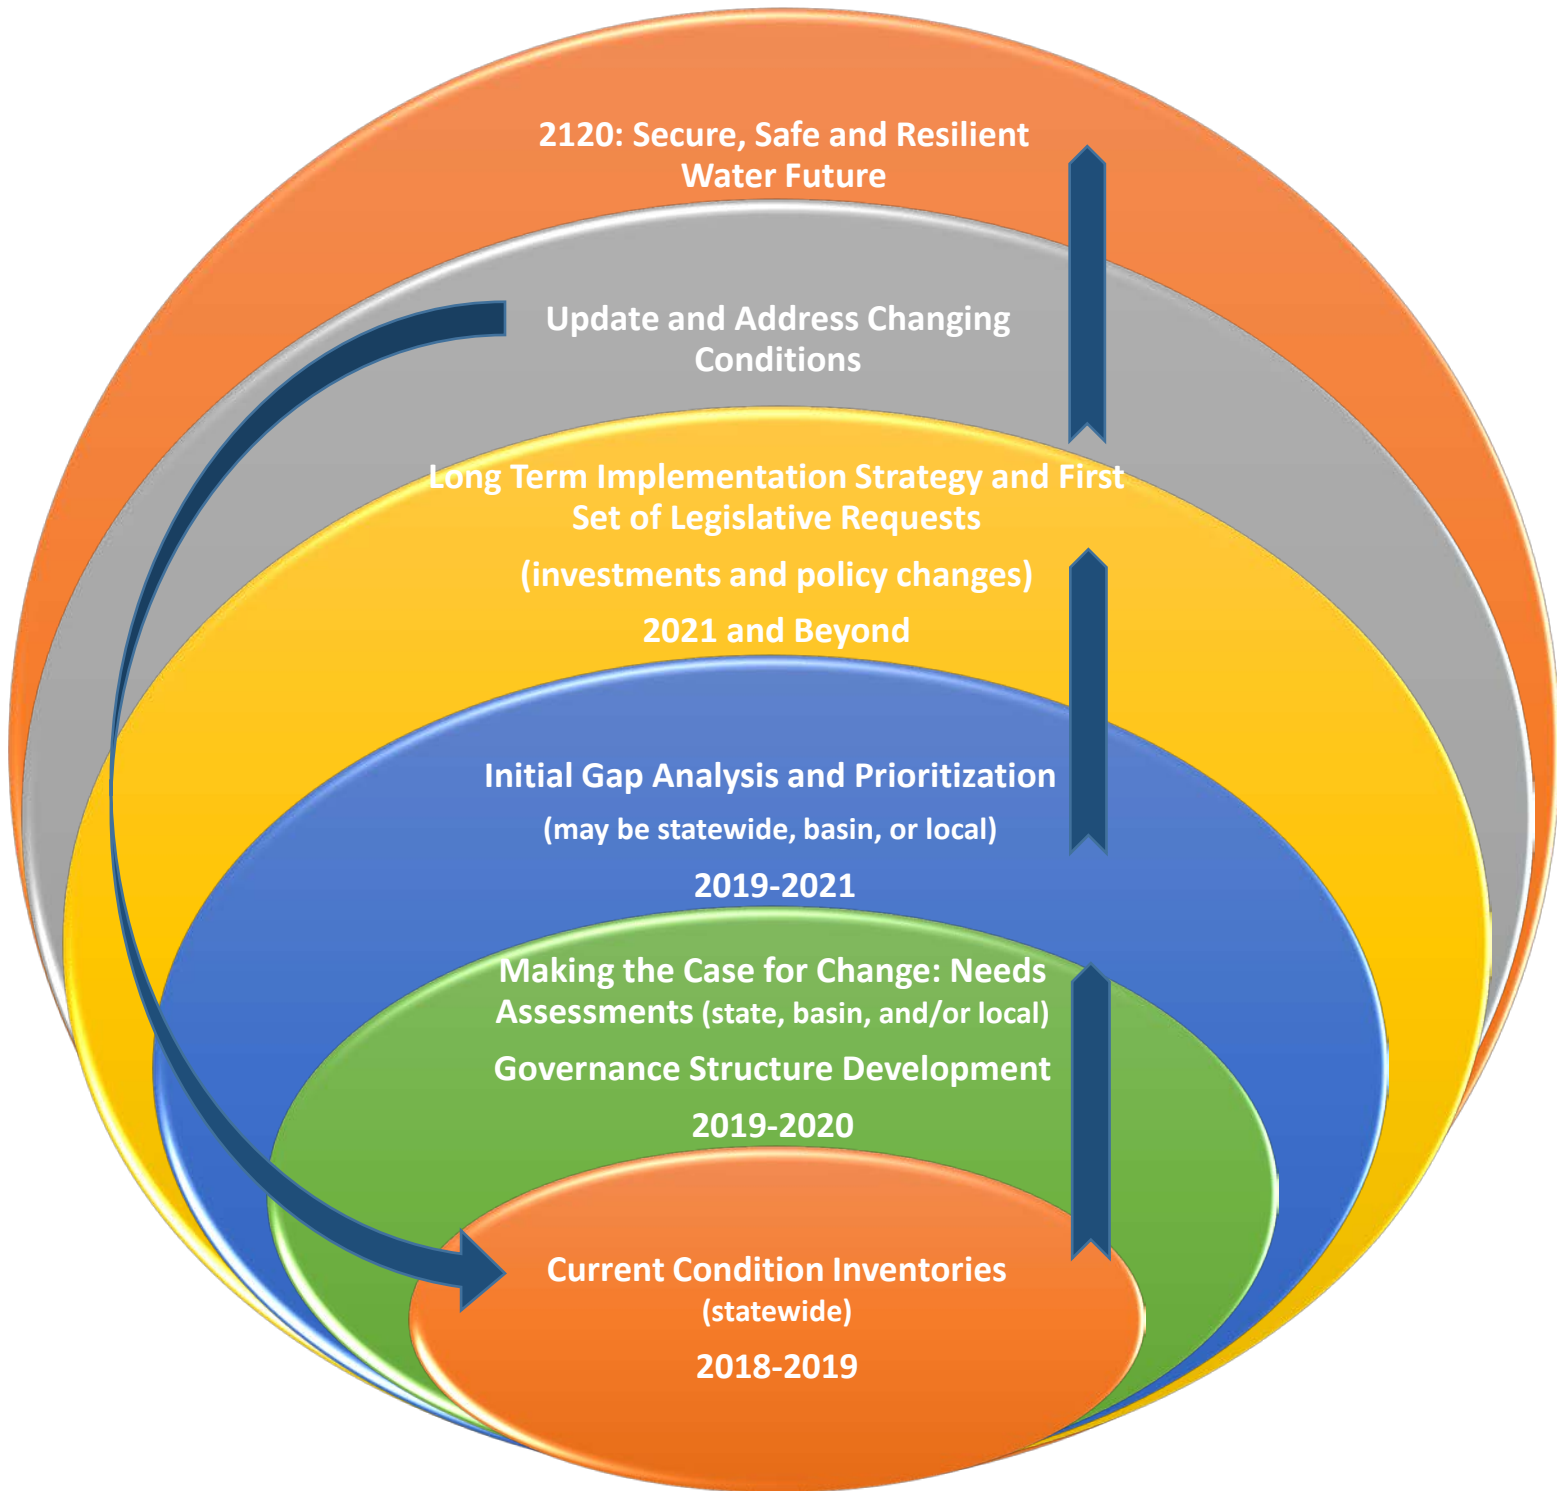 2120: Secure, Safe and Resilient
Water Future
Update and Address Changing
Conditions
Long Term Implementation Strategy and First
Set of Legislative Requests
(investments and policy changes)
2021 and Beyond
Initial Gap Analysis and Prioritization
(may be statewide, basin, or local)
2019-2021
Making the Case for Change: Needs
Assessments (state, basin, and/or local)
Governance Structure Development
2019-2020
Current Condition Inventories
(statewide)
2018-2019